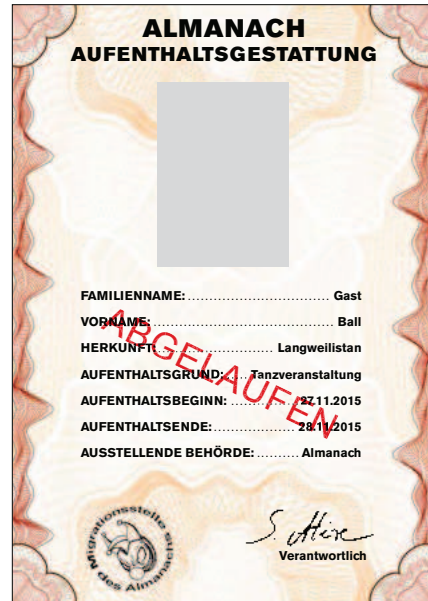 ALMANACH
AUFENTHALTSGESTATTUNG
FAMILIENNAME: Gast
VORNAME: Ball
HERKUNFT: Langweilistan
AUFENTHALTSGRUND: Tanzveranstaltung
AUFENTHALTSBEGINN: 27.11.2015
AUFENTHALTSENDE: 28.11.2015
AUSSTELLENDE BEHÖRDE: Almanach
ABGELAUFEN
Migrationsstelle
des Almanachs
Verantwortlich